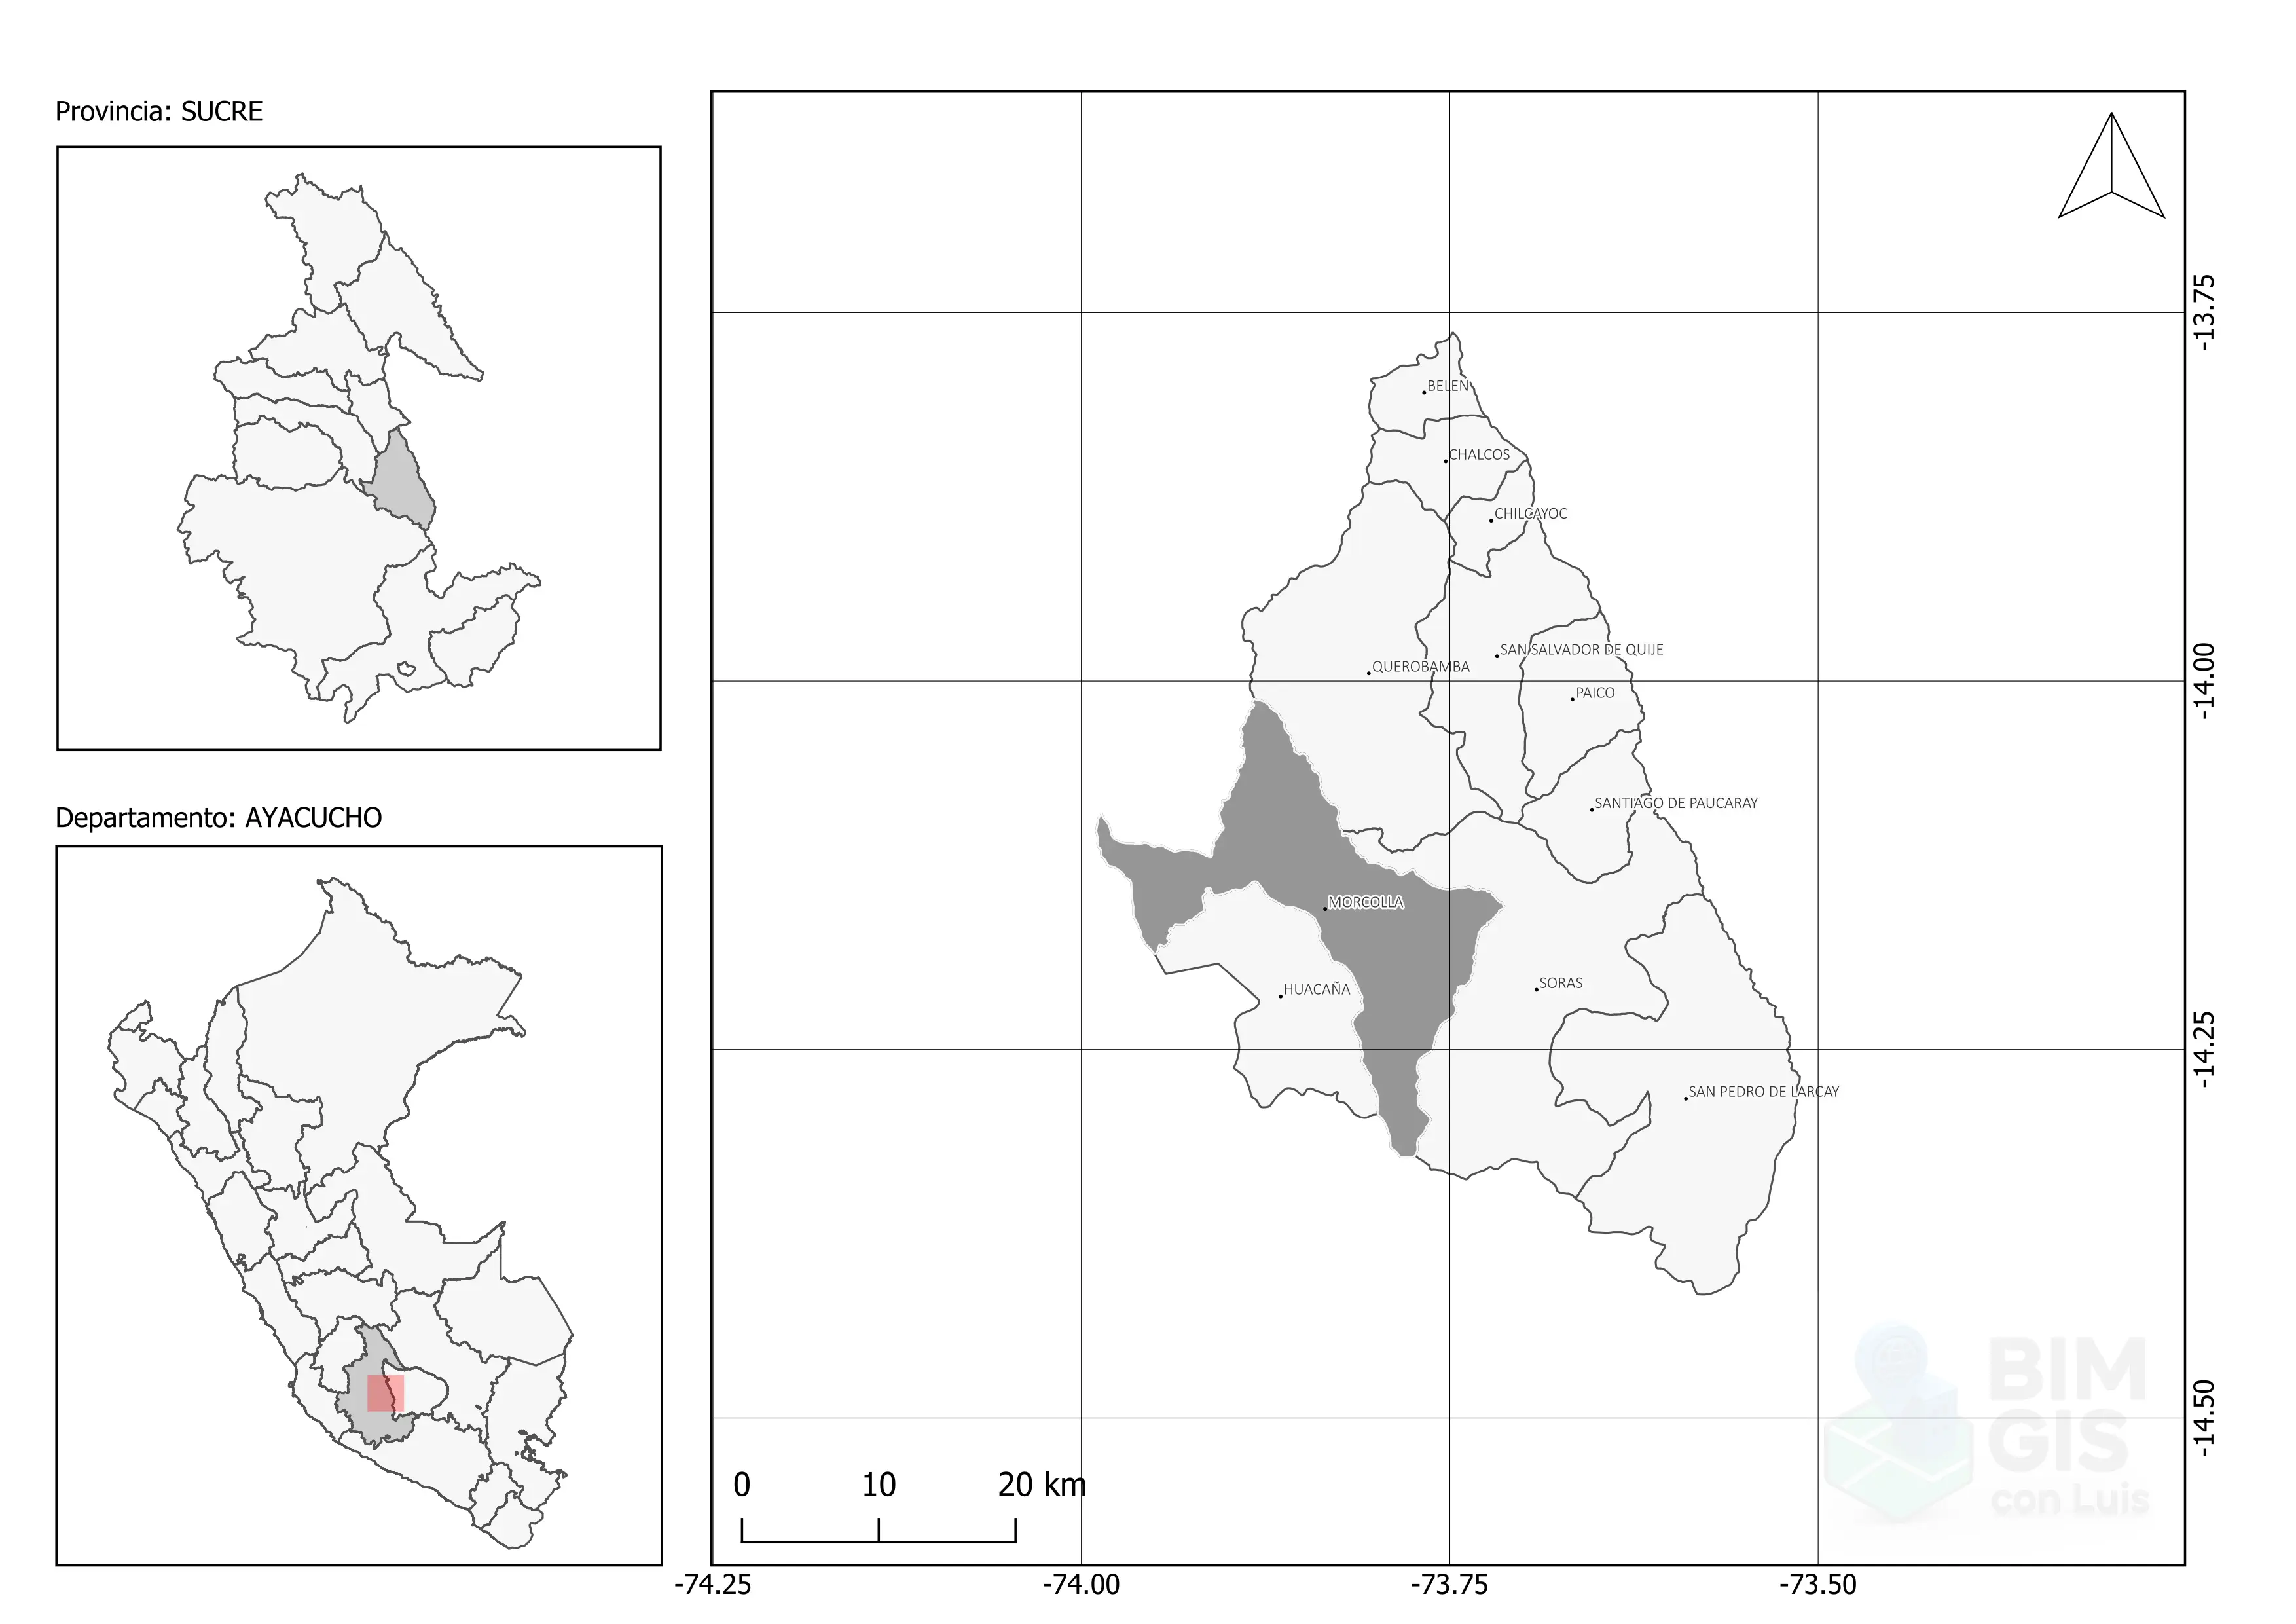 Provincia: SUCRE
Departamento: AYACUCHO
BELEN
CHALCOS
CHILCAYOC
SAN SALVADOR DE QUIJE
QUEROBAMBA
PAICO
SANTIAGO DE PAUCARAY
MORCOLLA
SORAS
HUACAÑA
SAN PEDRO DE LARCAY
-13.75
-14.00
-14.25
-14.50
BIM
GIS
con Luis
0 10 20 km
-74.25 -74.00 -73.75 -73.50